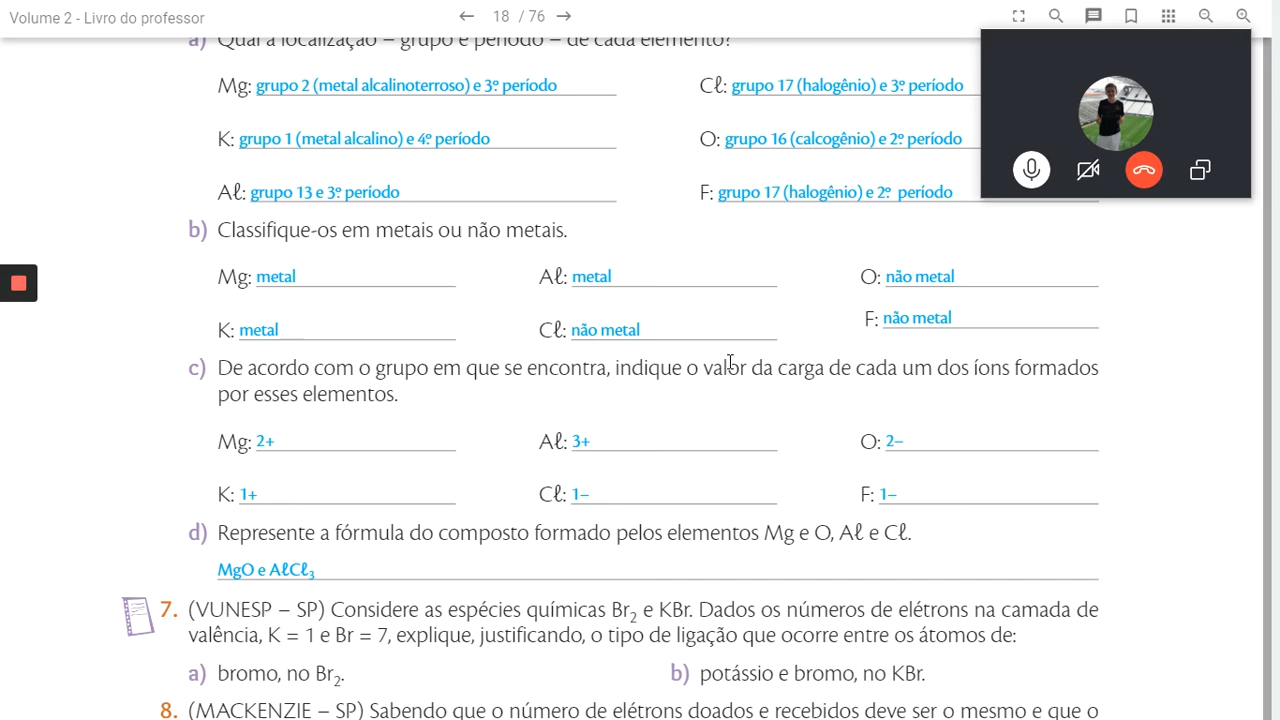 Volume 2 - Livro do professor
18 / 76
a) Qual a localização – grupo e período – de cada elemento?
Mg: grupo 2 (metal alcalinoterroso) e 3º período
Cℓ: grupo 17 (halogênio) e 3º período
K: grupo 1 (metal alcalino) e 4º período
O: grupo 16 (calcogênio) e 2º período
Aℓ: grupo 13 e 3º período
F: grupo 17 (halogênio) e 2º período
b) Classifique-os em metais ou não metais.
Mg: metal
Aℓ: metal
O: não metal
K: metal
Cℓ: não metal
F: não metal
c) De acordo com o grupo em que se encontra, indique o valor da carga de cada um dos íons formados
por esses elementos.
Mg: 2+
Aℓ: 3+
O: 2–
K: 1+
Cℓ: 1–
F: 1–
d) Represente a fórmula do composto formado pelos elementos Mg e O, Aℓ e Cℓ.
MgO e AℓCℓ₃
7. (VUNESP – SP) Considere as espécies químicas Br₂ e KBr. Dados os números de elétrons na camada de
valência, K = 1 e Br = 7, explique, justificando, o tipo de ligação que ocorre entre os átomos de:
a) bromo, no Br₂.
b) potássio e bromo, no KBr.
8. (MACKENZIE – SP) Sabendo que o número de elétrons doados e recebidos deve ser o mesmo e que o